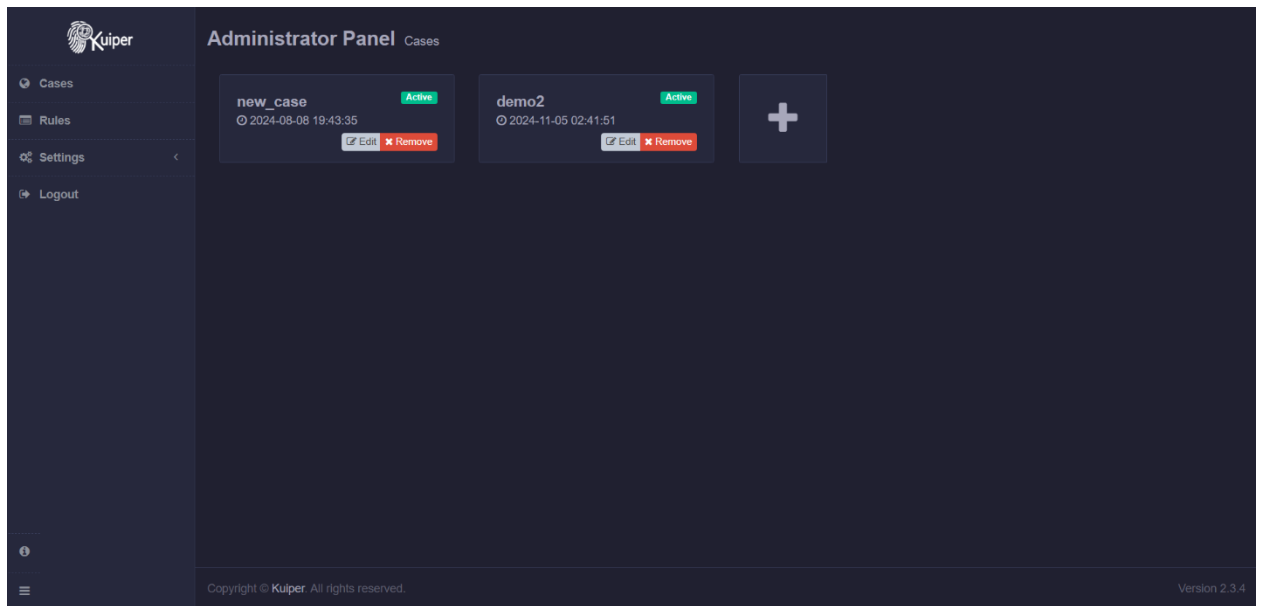 Kuiper
Cases
Rules
Settings
Logout
Administrator Panel Cases
new_case Active
2024-08-08 19:43:35
Edit Remove
demo2 Active
2024-11-05 02:41:51
Edit Remove
Copyright © Kuiper. All rights reserved.
Version 2.3.4